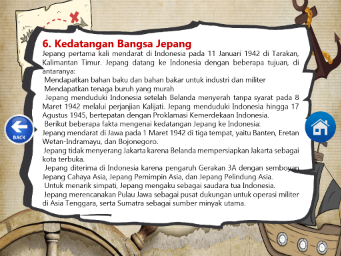 6. Kedatangan Bangsa Jepang
Jepang pertama kali mendarat di Indonesia pada 11 Januari 1942 di Tarakan,
Kalimantan Timur. Jepang datang ke Indonesia dengan beberapa tujuan, di
antaranya:
Mendapatkan bahan baku dan bahan bakar untuk industri dan militer
Mendapatkan tenaga buruh yang murah
Jepang menduduki Indonesia setelah Belanda menyerah tanpa syarat pada 8
Maret 1942 melalui perjanjian Kalijati. Jepang menduduki Indonesia hingga 17
Agustus 1945, bertepatan dengan Proklamasi Kemerdekaan Indonesia.
Berikut beberapa fakta mengenai kedatangan Jepang ke Indonesia:
Jepang mendarat di Jawa pada 1 Maret 1942 di tiga tempat, yaitu Banten, Eretan
Wetan-Indramayu, dan Bojonegoro.
Jepang tidak menyerang Jakarta karena Belanda mempersiapkan Jakarta sebagai
kota terbuka.
Jepang diterima di Indonesia karena pengaruh Gerakan 3A dengan semboyan
Jepang Cahaya Asia, Jepang Pemimpin Asia, dan Jepang Pelindung Asia.
Untuk menarik simpati, Jepang mengaku sebagai saudara tua Indonesia.
Jepang merencanakan Pulau Jawa sebagai pusat dukungan untuk operasi militer
di Asia Tenggara, serta Sumatra sebagai sumber minyak utama.
BACK